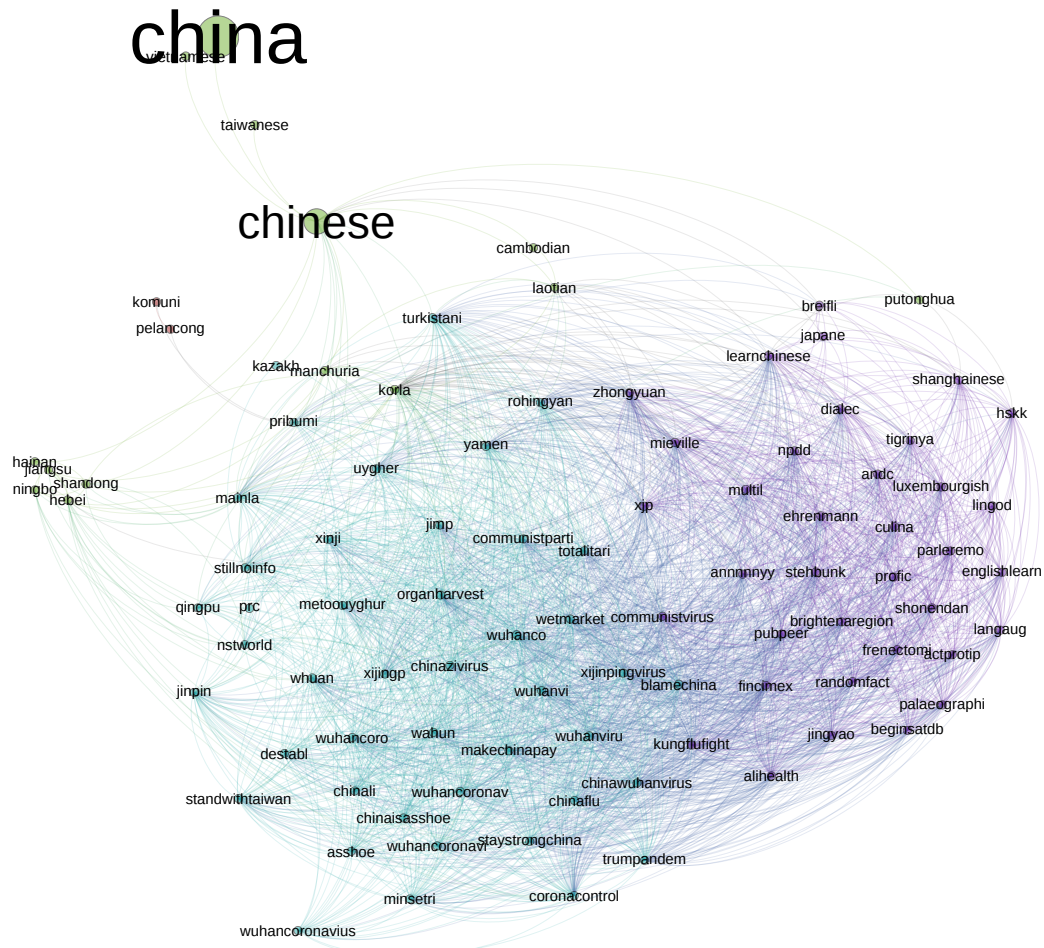 china
vietnamese
taiwanese
chinese
cambodian
laotian
komuni
pelancong
turkistani
breifli
putonghua
japane
learnchinese
kazakh
manchuria
korla
rohingyan
zhongyuan
shanghainese
hskk
dialec
pribumi
yamen
mieville
npdd
tigrinya
hainan
jiangsu
shandong
ningbo
hebei
uygher
mainla
andc
luxembourgish
multil
xjp
lingod
ehrenmann
culina
jimp
xinji
communistparti
totalitari
parleremo
stillnoinfo
annnnnyy
stehbunk
profic
englishlearn
qingpu
prc
metoouyghur
organharvest
wetmarket
communistvirus
shonendan
brightenaregion
wuhanco
pubpeer
langaug
nstworld
frenectomi
actprotip
whuan
xijingp
chinazivirus
xijinpingvirus
blamechina
fincimex
randomfact
jinpin
wuhanvi
palaeographi
wuhancoro
wahun
makechinapay
wuhanviru
kungflufight
jingyao
beginsatdb
destabl
alihealth
standwithtaiwan
chinali
wuhancoronav
chinawuhanvirus
chinaflu
chinaisasshoe
asshoe
wuhancoronavi
staystrongchina
trumpandem
minsetri
coronacontrol
wuhancoronavius